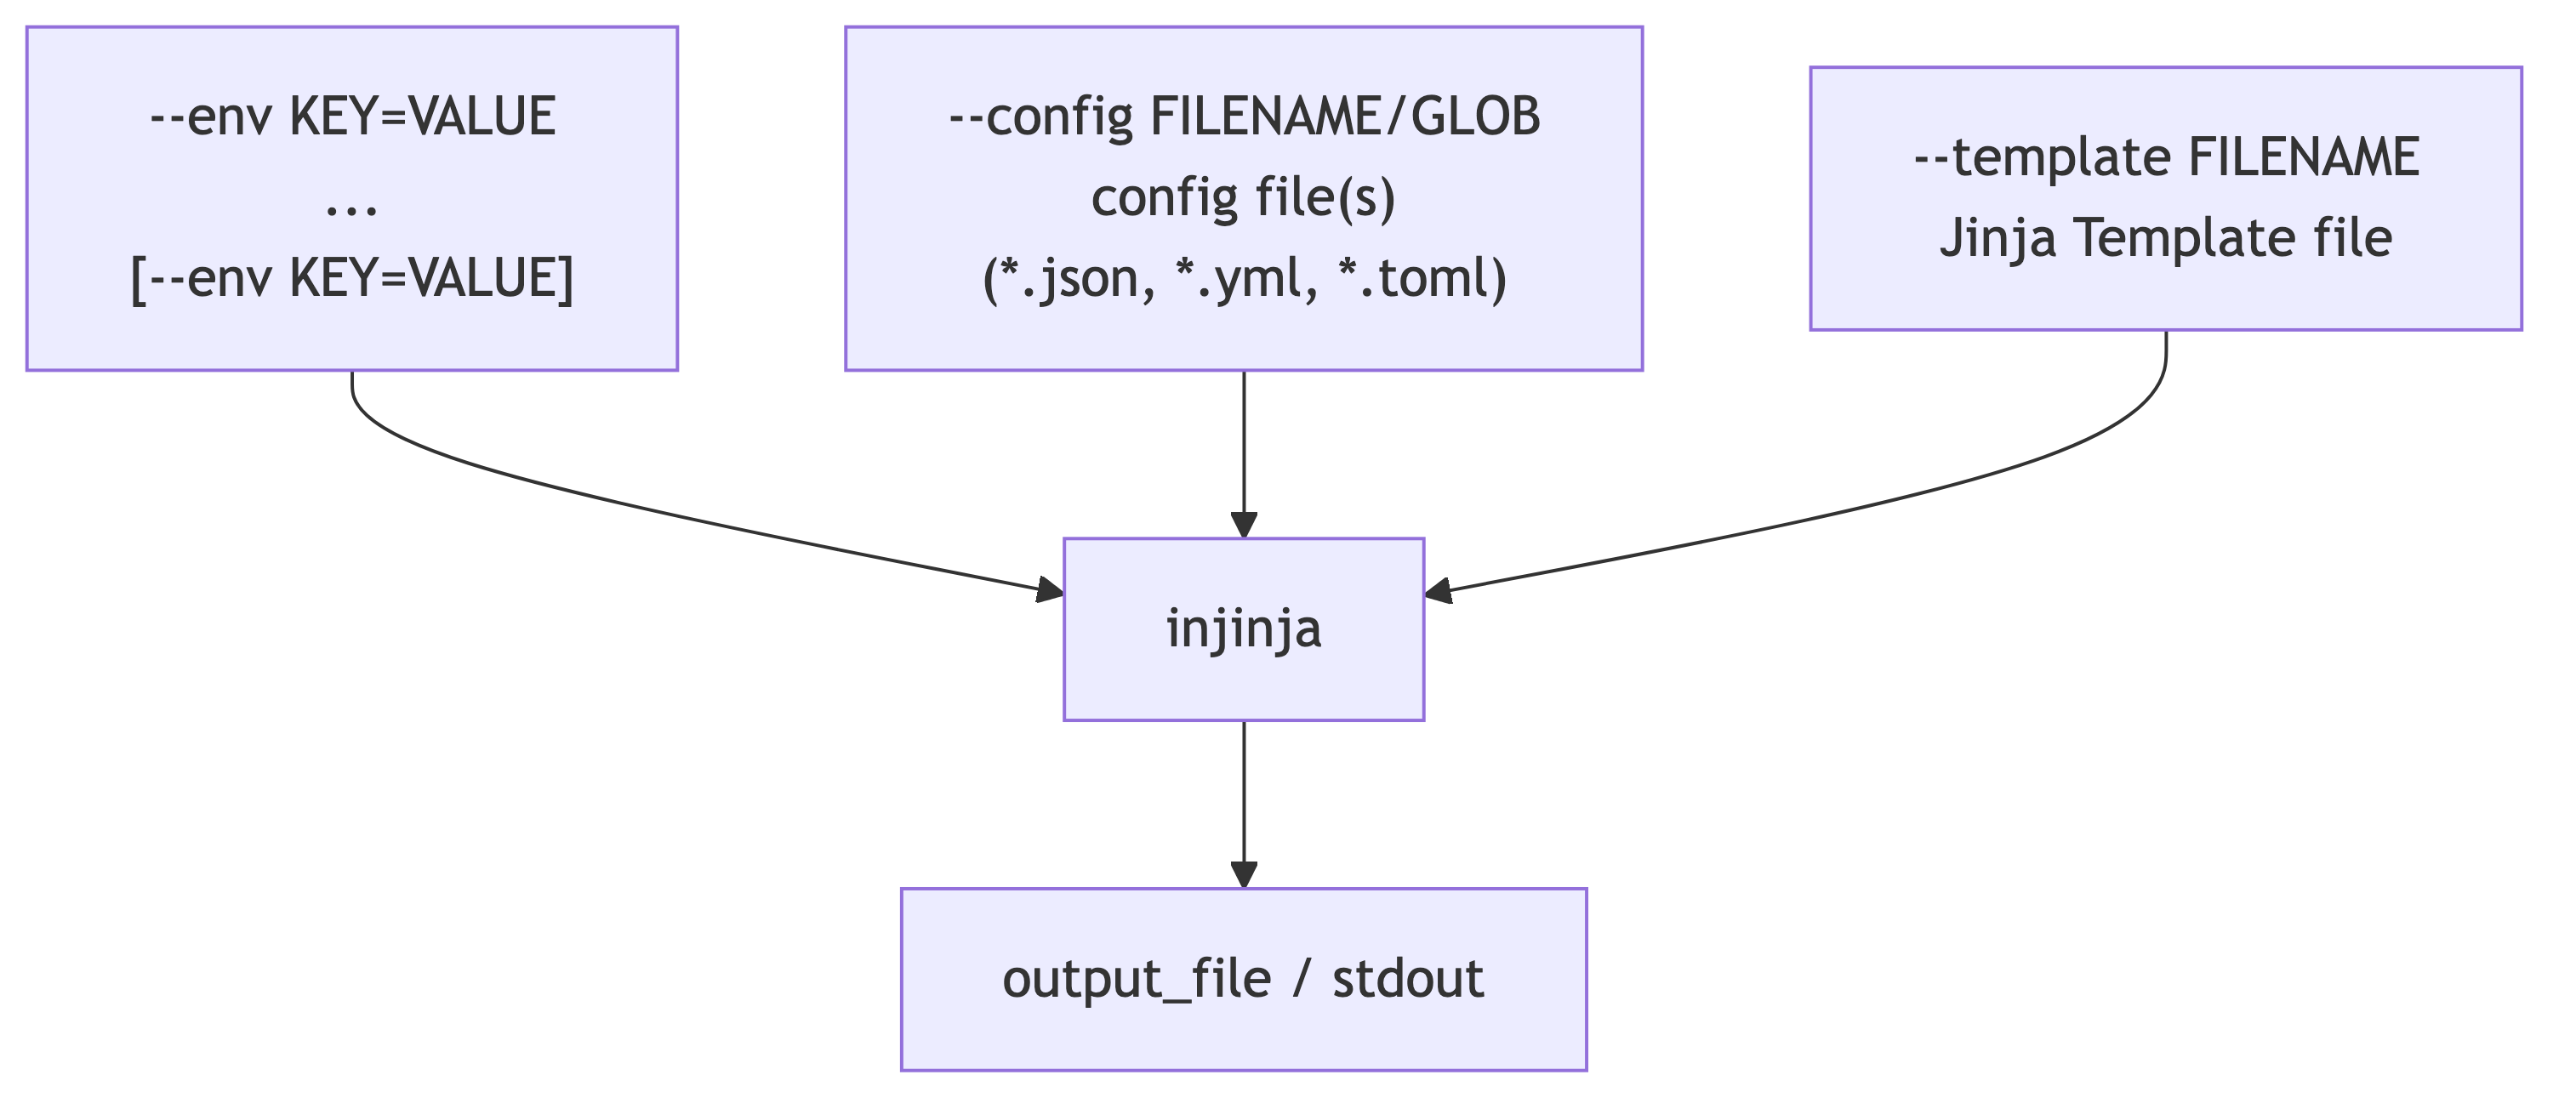 --env KEY=VALUE
...
[--env KEY=VALUE]
--config FILENAME/GLOB
config file(s)
(*.json, *.yml, *.toml)
--template FILENAME
Jinja Template file
injinja
output_file / stdout